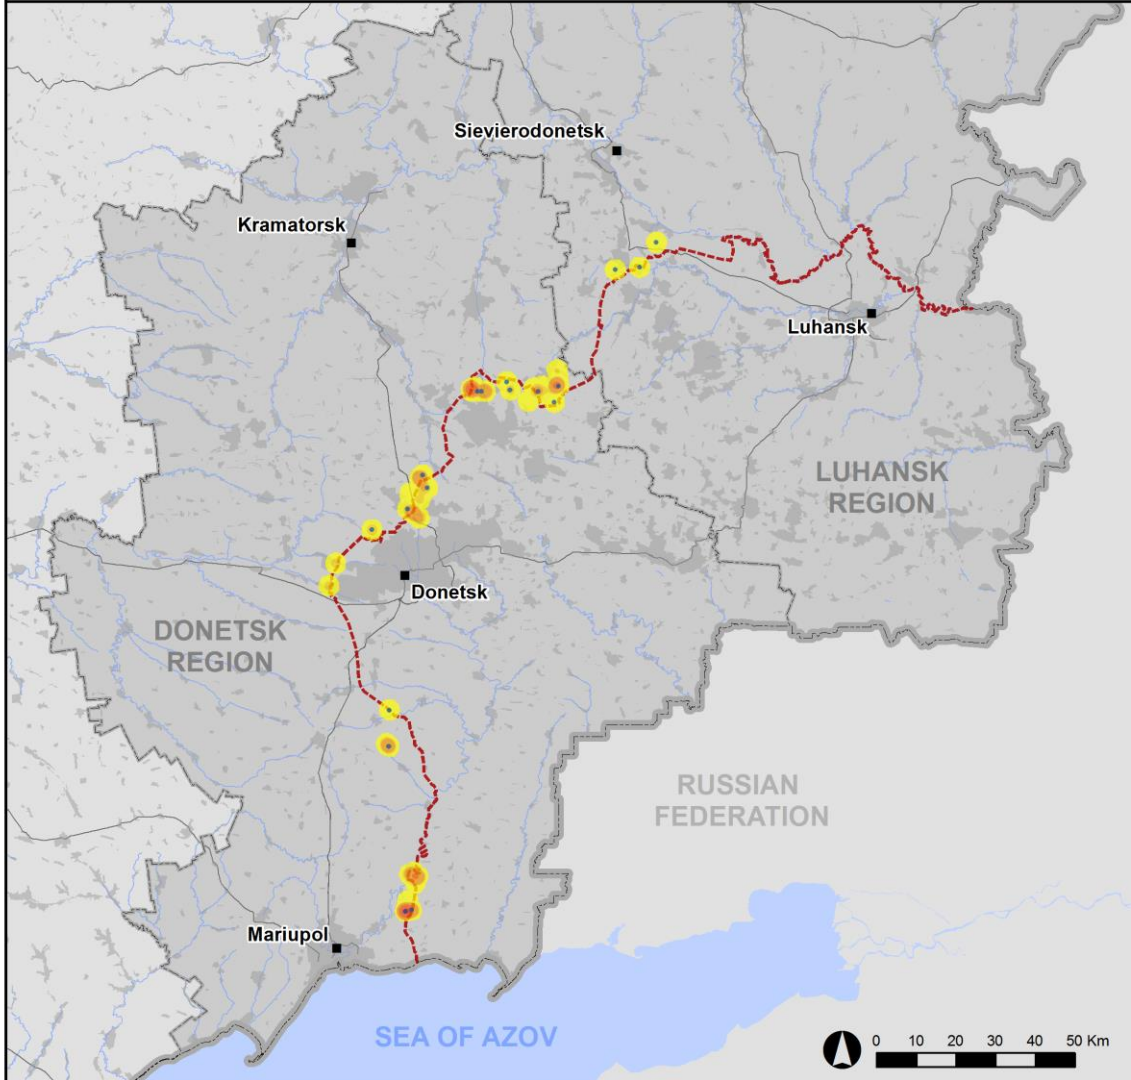 Sievierodonetsk
Kramatorsk
Luhansk
LUHANSK
REGION
Donetsk
DONETSK
REGION
RUSSIAN
FEDERATION
Mariupol
SEA OF AZOV
0 10 20 30 40 50 Km